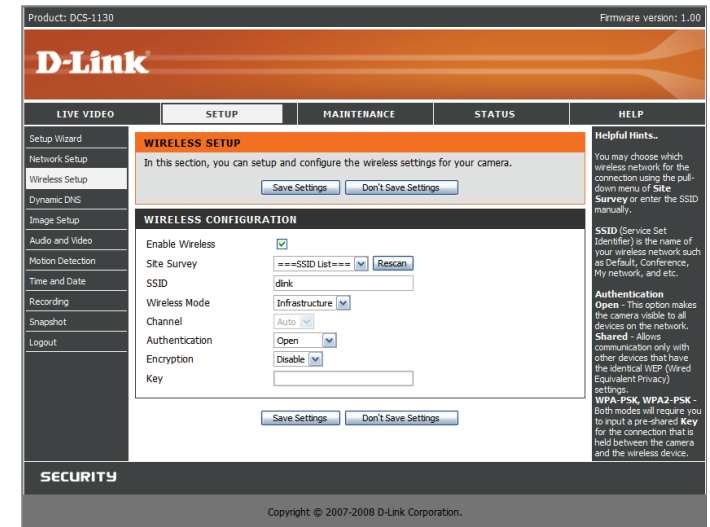 Product: DCS-1130 Firmware version: 1.00
D-Link
LIVE VIDEO SETUP MAINTENANCE STATUS HELP
Setup Wizard
Network Setup
Wireless Setup
Dynamic DNS
Image Setup
Audio and Video
Motion Detection
Time and Date
Recording
Snapshot
Logout
WIRELESS SETUP
In this section, you can setup and configure the wireless settings for your camera.
Save Settings Don't Save Settings
WIRELESS CONFIGURATION
Enable Wireless
Site Survey ===SSID List=== Rescan
SSID dlink
Wireless Mode Infrastructure
Channel Auto
Authentication Open
Encryption Disable
Key
Save Settings Don't Save Settings
Helpful Hints..
You may choose which
wireless network for the
connection using the pull-
down menu of Site
Survey or enter the SSID
manually.
SSID (Service Set
Identifier) is the name of
your wireless network such
as Default, Conference,
My network, and etc.
Authentication
Open - This option makes
the camera visible to all
devices on the network.
Shared - Allows
communication only with
other devices that have
the identical WEP (Wired
Equivalent Privacy)
settings.
WPA-PSK, WPA2-PSK -
Both modes will require you
to input a pre-shared Key
for the connection that is
held between the camera
and the wireless device.
SECURITY
Copyright © 2007-2008 D-Link Corporation.